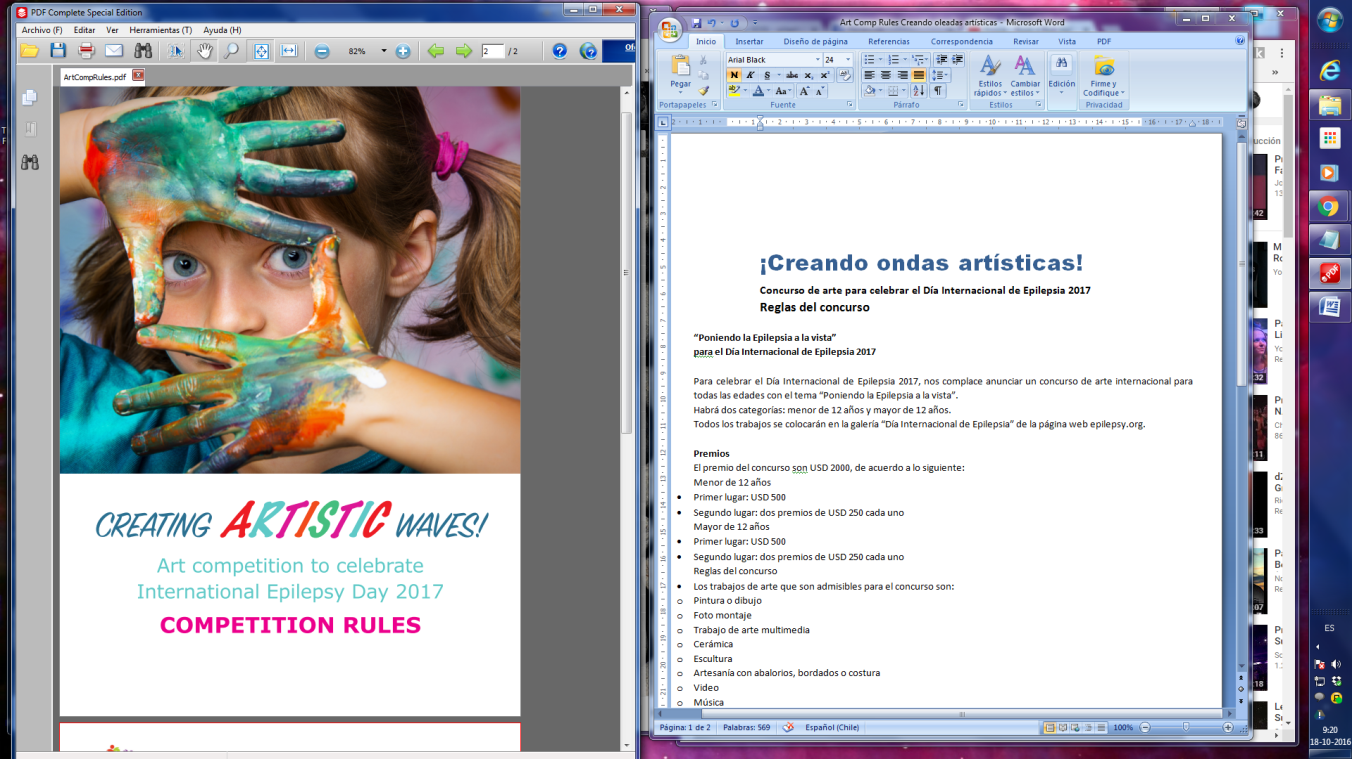 PDF Complete Special Edition
Archivo (F) Editar Ver Herramientas (T) Ayuda (H)
82% 2 / 2
ArtCompRules.pdf
CREATING ARTISTIC WAVES!
Art competition to celebrate
International Epilepsy Day 2017
COMPETITION RULES
Art Comp Rules Creando oleadas artísticas - Microsoft Word
Inicio Insertar Diseño de página Referencias Correspondencia Revisar Vista PDF
Pegar
Arial Black 24
Estilos rápidos
Cambiar estilos
Edición
Firme y Codifique
Portapapeles Fuente Párrafo Estilos Privacidad
¡Creando ondas artísticas!
Concurso de arte para celebrar el Día Internacional de Epilepsia 2017
Reglas del concurso
“Poniendo la Epilepsia a la vista”
para el Día Internacional de Epilepsia 2017
Para celebrar el Día Internacional de Epilepsia 2017, nos complace anunciar un concurso de arte internacional para
todas las edades con el tema “Poniendo la Epilepsia a la vista”.
Habrá dos categorías: menor de 12 años y mayor de 12 años.
Todos los trabajos se colocarán en la galería “Día Internacional de Epilepsia” de la página web epilepsy.org.
Premios
El premio del concurso son USD 2000, de acuerdo a lo siguiente:
Menor de 12 años
• Primer lugar: USD 500
• Segundo lugar: dos premios de USD 250 cada uno
Mayor de 12 años
• Primer lugar: USD 500
• Segundo lugar: dos premios de USD 250 cada uno
Reglas del concurso
• Los trabajos de arte que son admisibles para el concurso son:
o Pintura o dibujo
o Foto montaje
o Trabajo de arte multimedia
o Cerámica
o Escultura
o Artesanía con abalorios, bordados o costura
o Video
o Música
Página: 1 de 2 Palabras: 569 Español (Chile) 100%
ES
9:20
18-10-2016